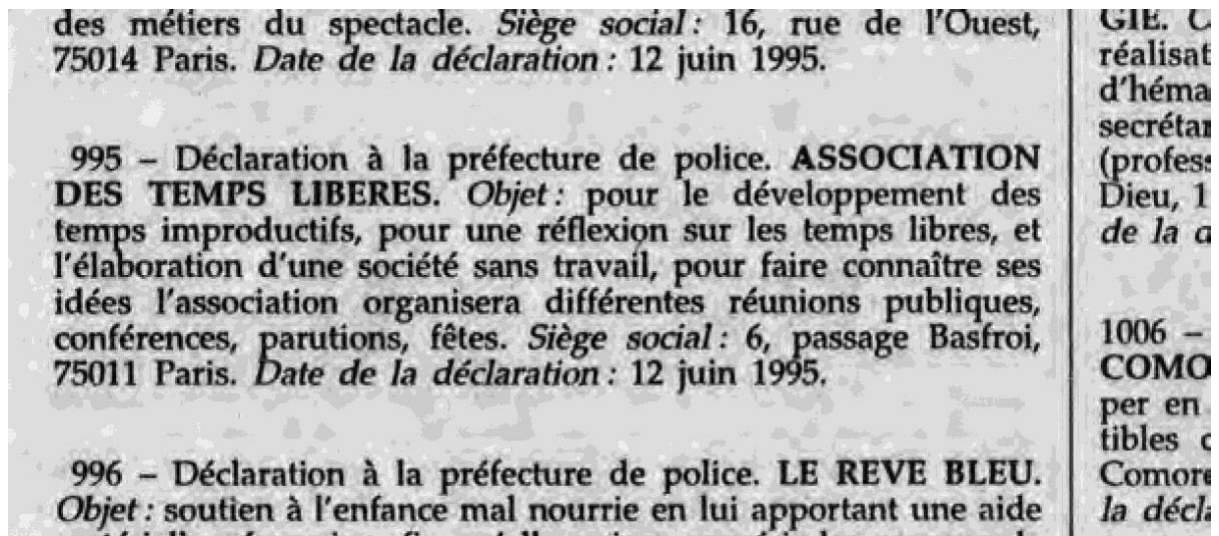 des métiers du spectacle. Siège social : 16, rue de l'Ouest,
75014 Paris. Date de la déclaration : 12 juin 1995.
995 – Déclaration à la préfecture de police. ASSOCIATION
DES TEMPS LIBERES. Objet : pour le développement des
temps improductifs, pour une réflexion sur les temps libres, et
l'élaboration d'une société sans travail, pour faire connaître ses
idées l'association organisera différentes réunions publiques,
conférences, parutions, fêtes. Siège social : 6, passage Basfroi,
75011 Paris. Date de la déclaration : 12 juin 1995.
996 – Déclaration à la préfecture de police. LE REVE BLEU.
Objet : soutien à l'enfance mal nourrie en lui apportant une aide
GIE.
réalisat
d'héma
secrétar
(profess
Dieu, 1
de la
1006 –
COMO
per en
tibles
Comore
la décla